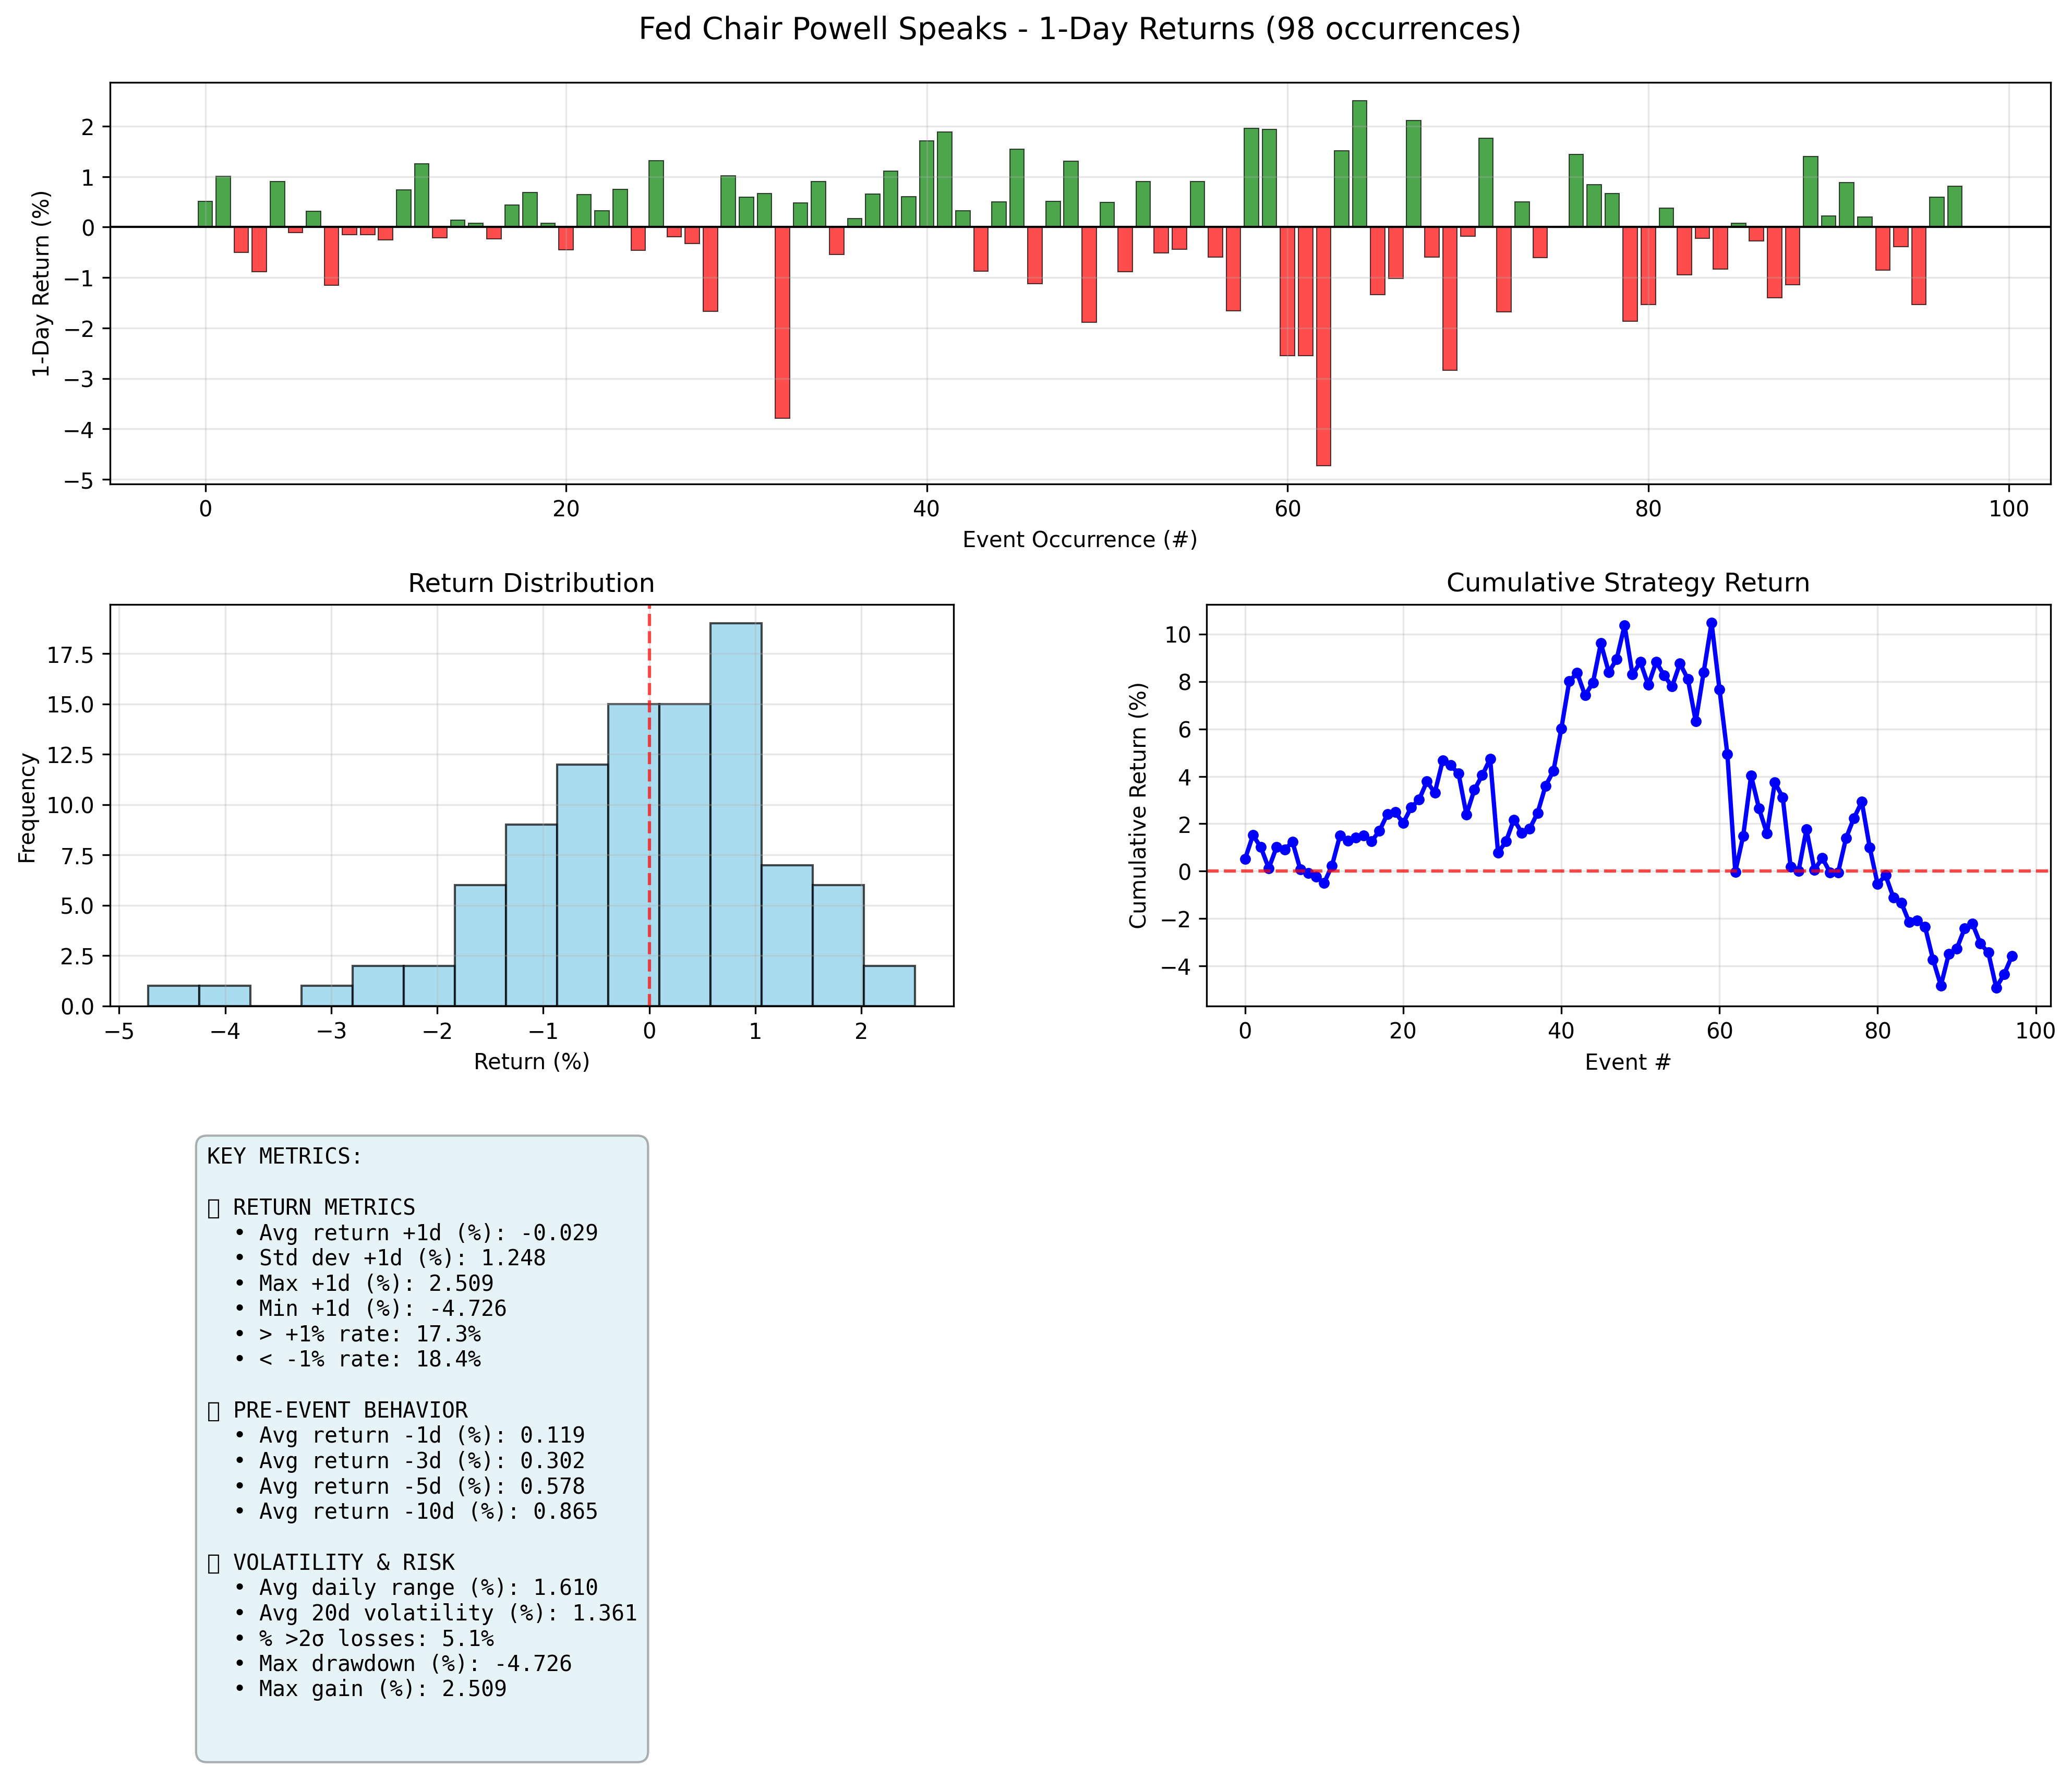 Fed Chair Powell Speaks - 1-Day Returns (98 occurrences)
1-Day Return (%)
2
1
0
−1
−2
−3
−4
−5
0 20 40 60 80 100
Event Occurrence (#)
Return Distribution
Frequency
17.5
15.0
12.5
10.0
7.5
5.0
2.5
0.0
−5 −4 −3 −2 −1 0 1 2
Return (%)
Cumulative Strategy Return
Cumulative Return (%)
10
8
6
4
2
0
−2
−4
0 20 40 60 80 100
Event #
KEY METRICS:
RETURN METRICS
• Avg return +1d (%): -0.029
• Std dev +1d (%): 1.248
• Max +1d (%): 2.509
• Min +1d (%): -4.726
• > +1% rate: 17.3%
• < -1% rate: 18.4%
PRE-EVENT BEHAVIOR
• Avg return -1d (%): 0.119
• Avg return -3d (%): 0.302
• Avg return -5d (%): 0.578
• Avg return -10d (%): 0.865
VOLATILITY & RISK
• Avg daily range (%): 1.610
• Avg 20d volatility (%): 1.361
• % >2σ losses: 5.1%
• Max drawdown (%): -4.726
• Max gain (%): 2.509